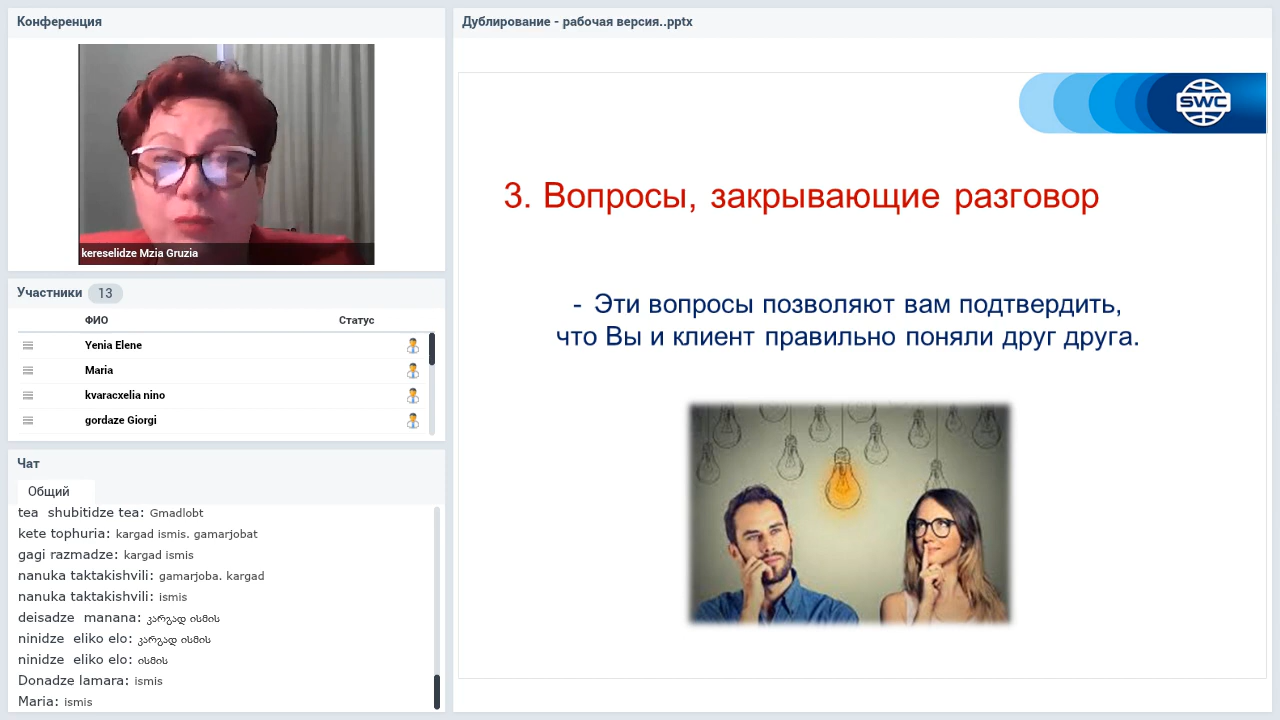 Конференция
kereselidze Mzia Gruzia
Участники 13
ФИО Статус
Yenia Elene
Maria
kvaracxelia nino
gordaze Giorgi
Чат
Общий
tea shubitidze tea: Gmadlobt
kete tophuria: kargad ismis. gamarjobat
gagi razmadze: kargad ismis
nanuka taktakishvili: gamarjoba. kargad
nanuka taktakishvili: ismis
deisadze manana: კარგად ისმის
ninidze eliko elo: კარგად ისმის
ninidze eliko elo: ისმის
Donadze lamara: ismis
Maria: ismis
Дублирование - рабочая версия..pptx
SWC
3. Вопросы, закрывающие разговор
- Эти вопросы позволяют вам подтвердить,
что Вы и клиент правильно поняли друг друга.